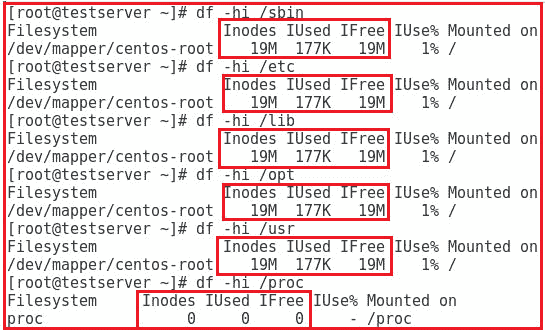 [root@testserver ~]# df -hi /sbin
Filesystem              Inodes IUsed IFree IUse% Mounted on
/dev/mapper/centos-root    19M  177K   19M    1% /
[root@testserver ~]# df -hi /etc
Filesystem              Inodes IUsed IFree IUse% Mounted on
/dev/mapper/centos-root    19M  177K   19M    1% /
[root@testserver ~]# df -hi /lib
Filesystem              Inodes IUsed IFree IUse% Mounted on
/dev/mapper/centos-root    19M  177K   19M    1% /
[root@testserver ~]# df -hi /opt
Filesystem              Inodes IUsed IFree IUse% Mounted on
/dev/mapper/centos-root    19M  177K   19M    1% /
[root@testserver ~]# df -hi /usr
Filesystem              Inodes IUsed IFree IUse% Mounted on
/dev/mapper/centos-root    19M  177K   19M    1% /
[root@testserver ~]# df -hi /proc
Filesystem     Inodes IUsed IFree IUse% Mounted on
proc                0     0     0     - /proc